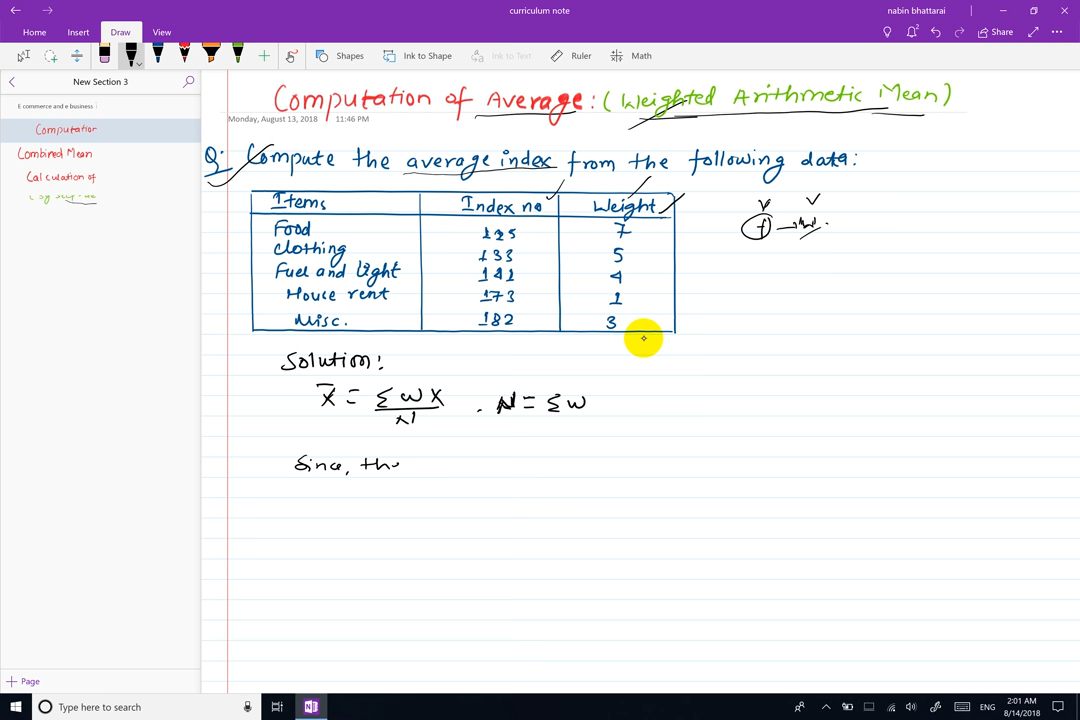 curriculum note
nabin bhattarai
Home Insert Draw View
Share
Shapes Ink to Shape Ink to Text Ruler Math
New Section 3
E commerce and e business
Computation
Combined Mean
Calculation of
Computation of Average: (Weighted Arithmetic Mean)
Monday, August 13, 2018 11:46 PM
Q: Compute the average index from the following data:
Items Index no Weight
Food 125 7
Clothing 133 5
Fuel and light 141 4
House rent 173 1
Misc. 182 3
f → w
Solution:
X̄ = ΣwX / N . N = Σw
Since, the
+ Page
Type here to search
ENG
2:01 AM
8/14/2018